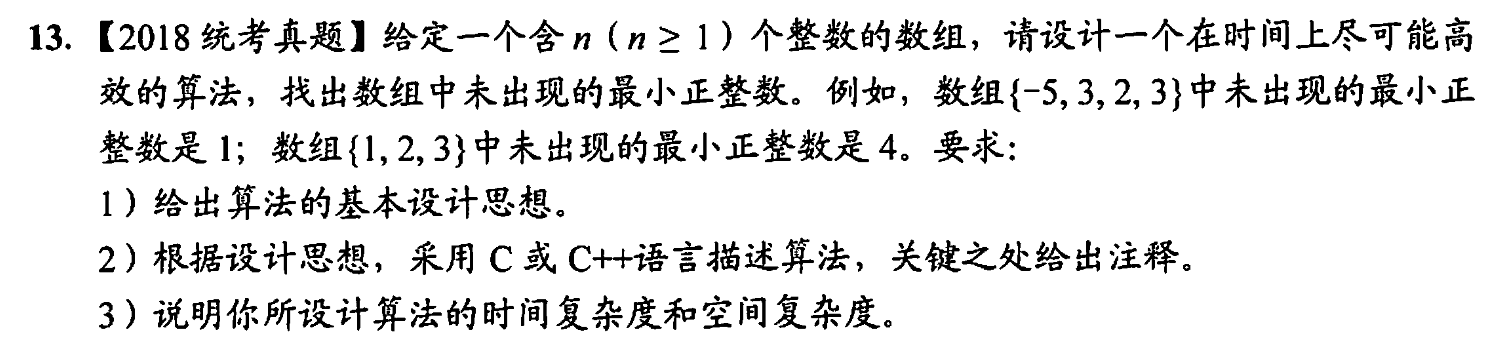 13.【2018 统考真题】给定一个含 n（n ≥ 1）个整数的数组，请设计一个在时间上尽可能高
效的算法，找出数组中未出现的最小正整数。例如，数组{-5, 3, 2, 3}中未出现的最小正
整数是 1；数组{1, 2, 3}中未出现的最小正整数是 4。要求：
1）给出算法的基本设计思想。
2）根据设计思想，采用 C 或 C++语言描述算法，关键之处给出注释。
3）说明你所设计算法的时间复杂度和空间复杂度。